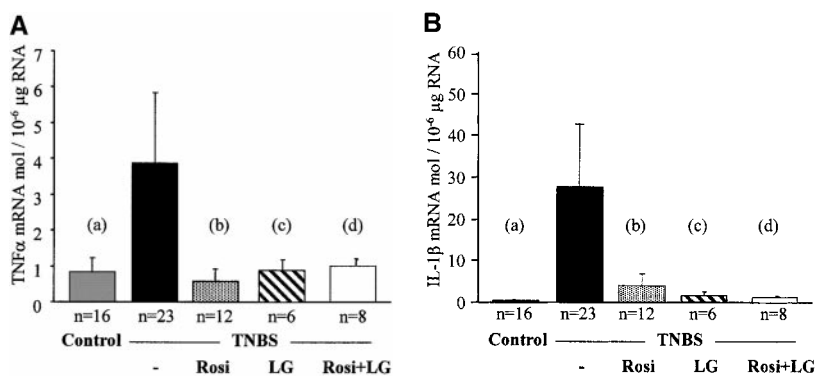 A
TNFα mRNA mol / 10⁻⁶ µg RNA
7
6
5
4
3
2
1
0
(a)
(b)
(c)
(d)
n=16
n=23
n=12
n=6
n=8
Control
TNBS
-
Rosi
LG
Rosi+LG
B
IL-1β mRNA mol / 10⁻⁶ µg RNA
60
50
40
30
20
10
0
(a)
(b)
(c)
(d)
n=16
n=23
n=12
n=6
n=8
Control
TNBS
-
Rosi
LG
Rosi+LG